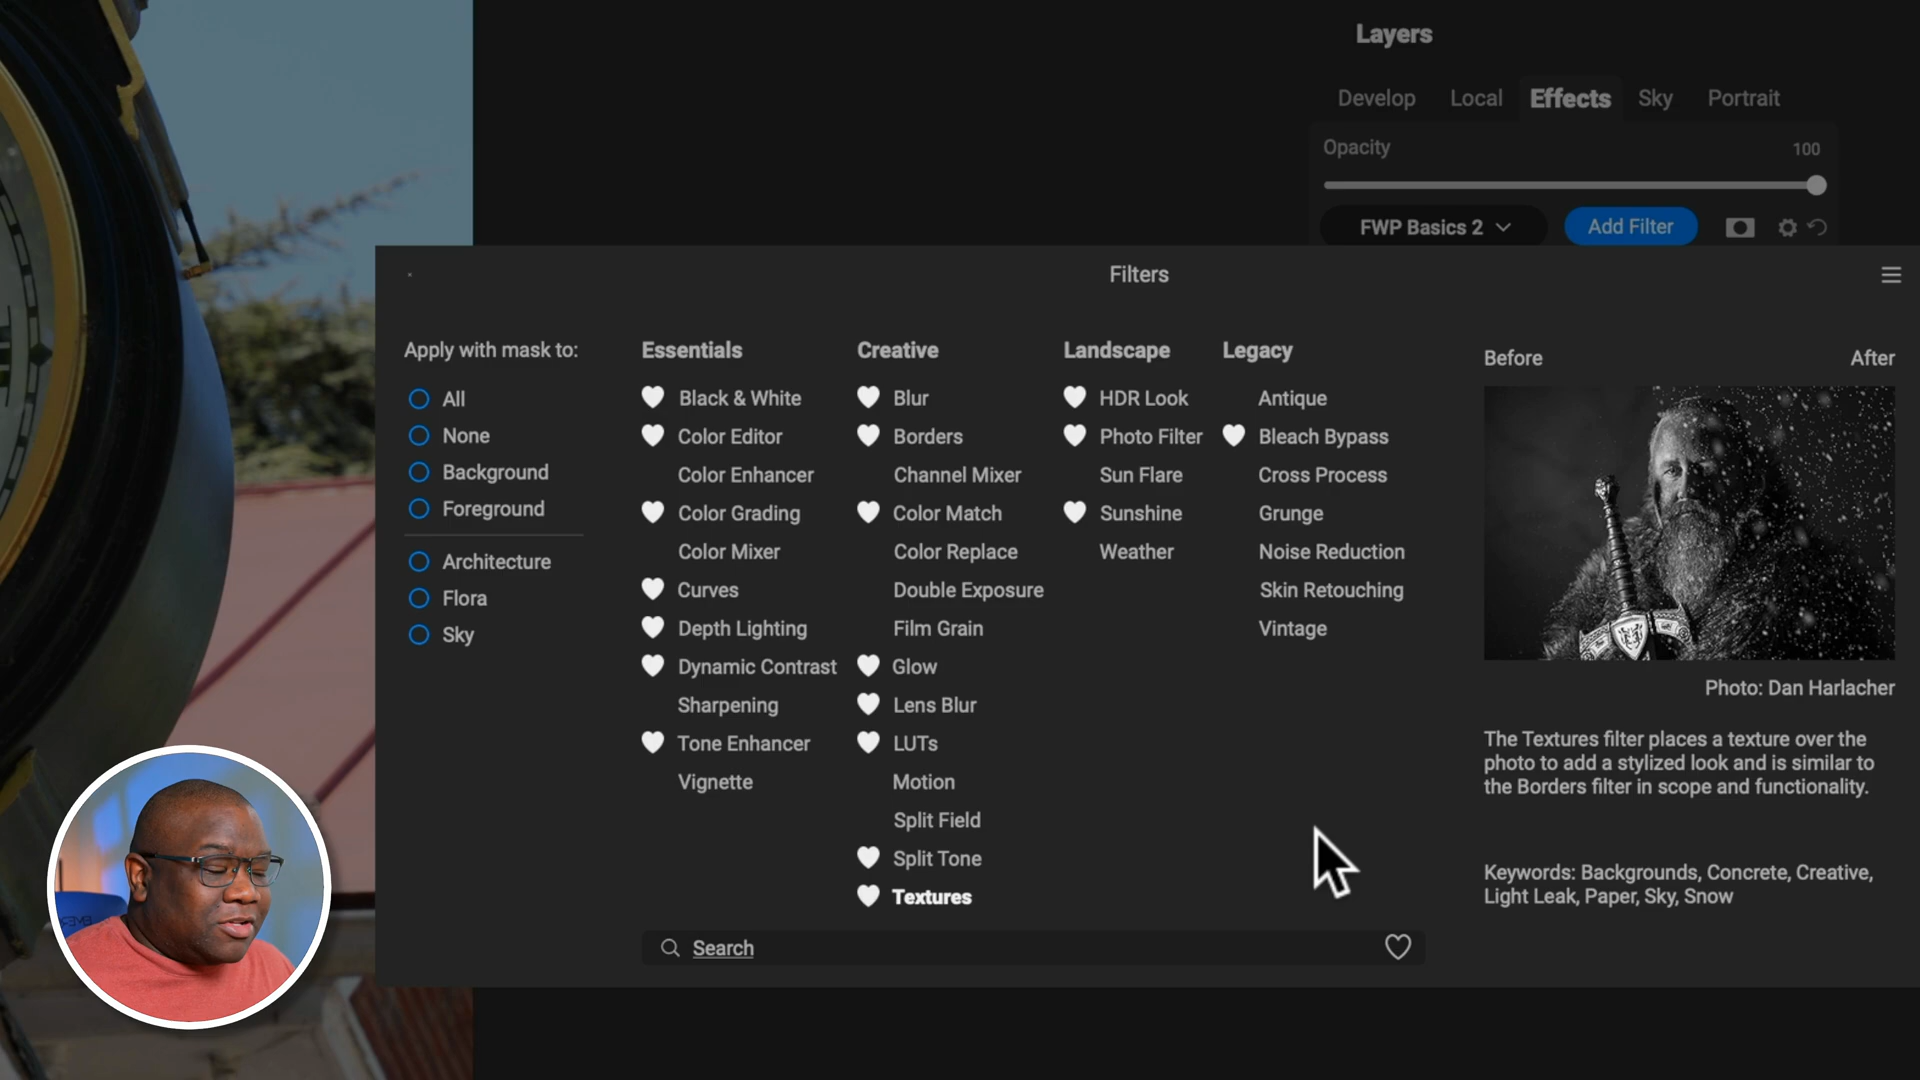 Layers
Develop
Local
Effects
Sky
Portrait
Opacity
100
FWP Basics 2
Add Filter
Filters
Apply with mask to:
All
None
Background
Foreground
Architecture
Flora
Sky
Essentials
Black & White
Color Editor
Color Enhancer
Color Grading
Color Mixer
Curves
Depth Lighting
Dynamic Contrast
Sharpening
Tone Enhancer
Vignette
Creative
Blur
Borders
Channel Mixer
Color Match
Color Replace
Double Exposure
Film Grain
Glow
Lens Blur
LUTs
Motion
Split Field
Split Tone
Textures
Landscape
HDR Look
Photo Filter
Sun Flare
Sunshine
Weather
Legacy
Antique
Bleach Bypass
Cross Process
Grunge
Noise Reduction
Skin Retouching
Vintage
Search
Before
After
Photo: Dan Harlacher
The Textures filter places a texture over the
photo to add a stylized look and is similar to
the Borders filter in scope and functionality.
Keywords: Backgrounds, Concrete, Creative,
Light Leak, Paper, Sky, Snow